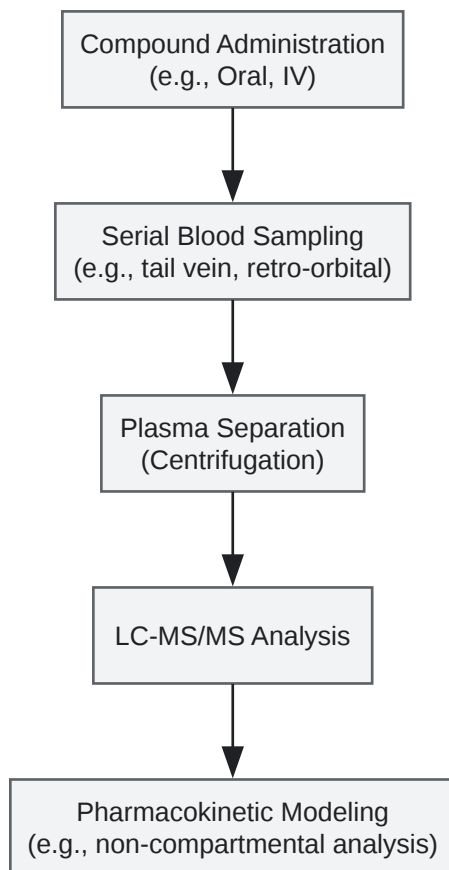 Compound Administration
(e.g., Oral, IV)
Serial Blood Sampling
(e.g., tail vein, retro-orbital)
Plasma Separation
(Centrifugation)
LC-MS/MS Analysis
Pharmacokinetic Modeling
(e.g., non-compartmental analysis)